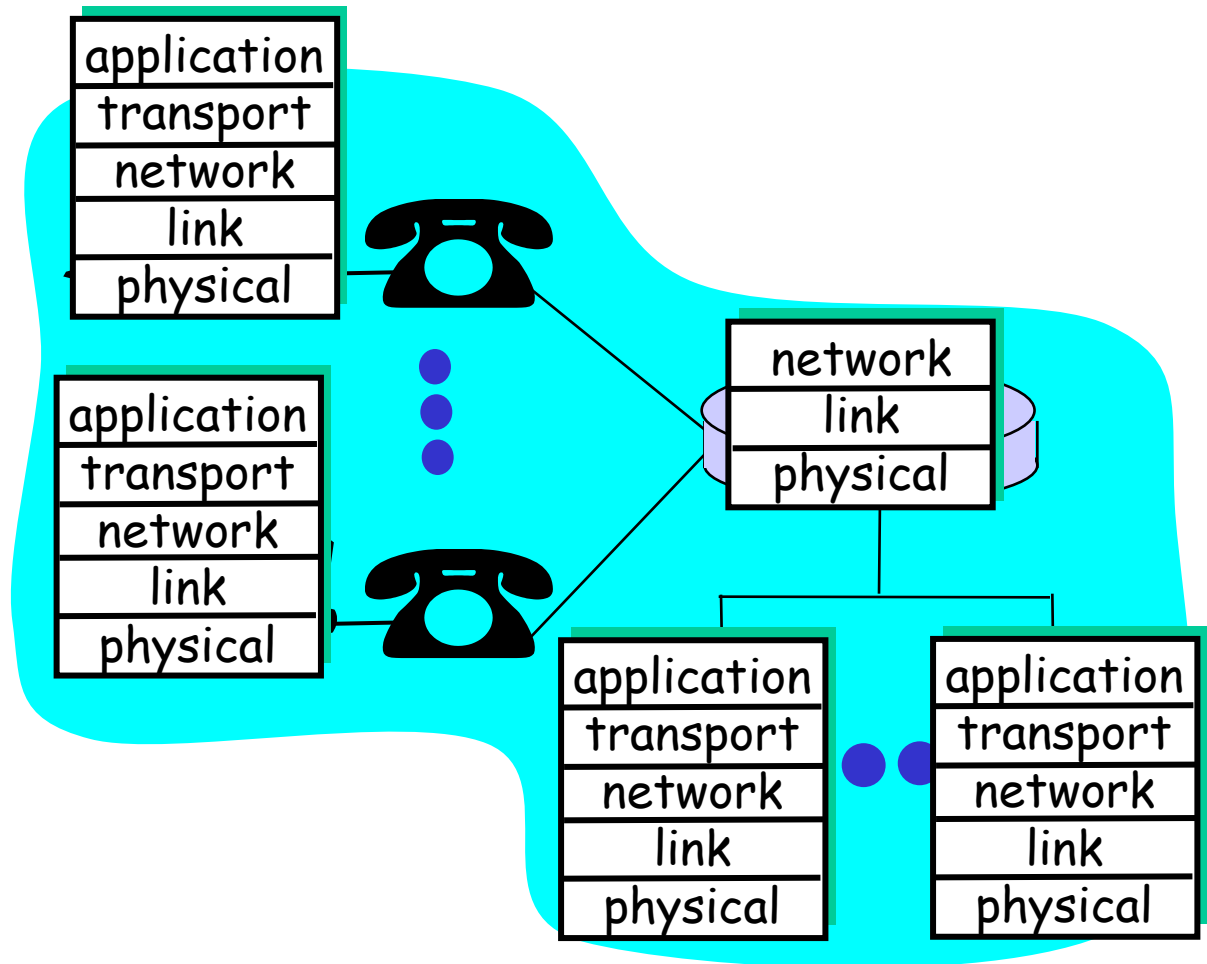 application
transport
network
link
physical
application
transport
network
link
physical
network
link
physical
application
transport
network
link
physical
application
transport
network
link
physical